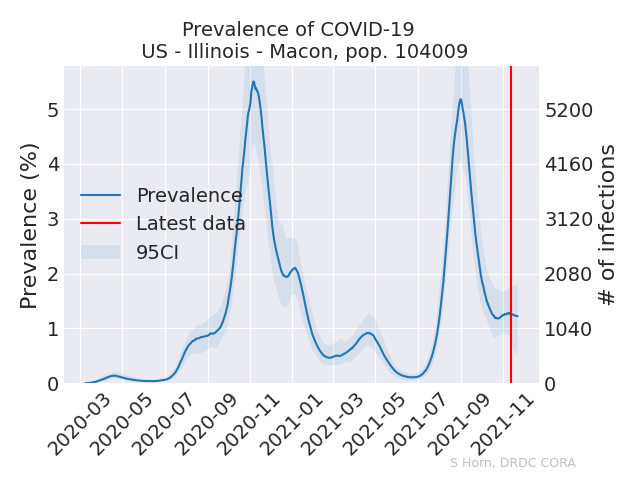 Prevalence of COVID-19
US - Illinois - Macon, pop. 104009
Prevalence (%)
5
4
3
2
1
0
5200
4160
3120
2080
1040
0
# of infections
Prevalence
Latest data
95CI
2020-03
2020-05
2020-07
2020-09
2020-11
2021-01
2021-03
2021-05
2021-07
2021-09
2021-11
S Horn, DRDC CORA